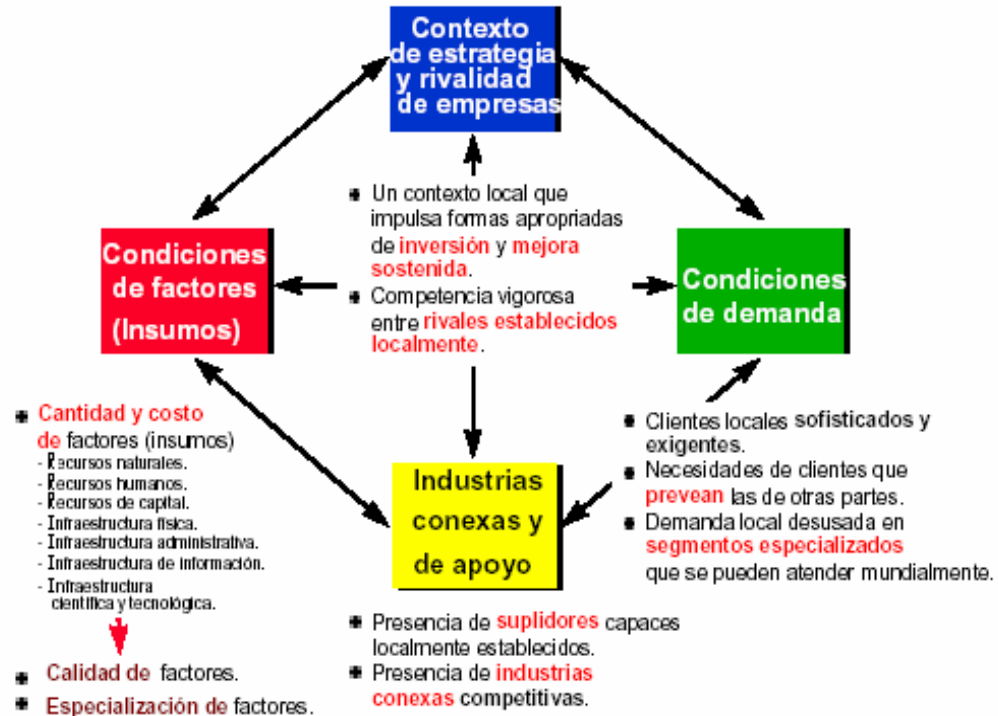 Contexto
de estrategia
y rivalidad
de empresas
Un contexto local que
impulsa formas apropiadas
de inversión y mejora
sostenida.
Competencia vigorosa
entre rivales establecidos
localmente.
Condiciones
de factores
(Insumos)
Condiciones
de demanda
Cantidad y costo
de factores (insumos)
- Recursos naturales.
- Recursos humanos.
- Recursos de capital.
- Infraestructura física.
- Infraestructura administrativa.
- Infraestructura de información.
- Infraestructura
científica y tecnológica.
Calidad de factores.
Especialización de factores.
Industrias
conexas y
de apoyo
Presencia de suplidores capaces
localmente establecidos.
Presencia de industrias
conexas competitivas.
Clientes locales sofisticados y
exigentes.
Necesidades de clientes que
prevean las de otras partes.
Demanda local desusada en
segmentos especializados
que se pueden atender mundialmente.